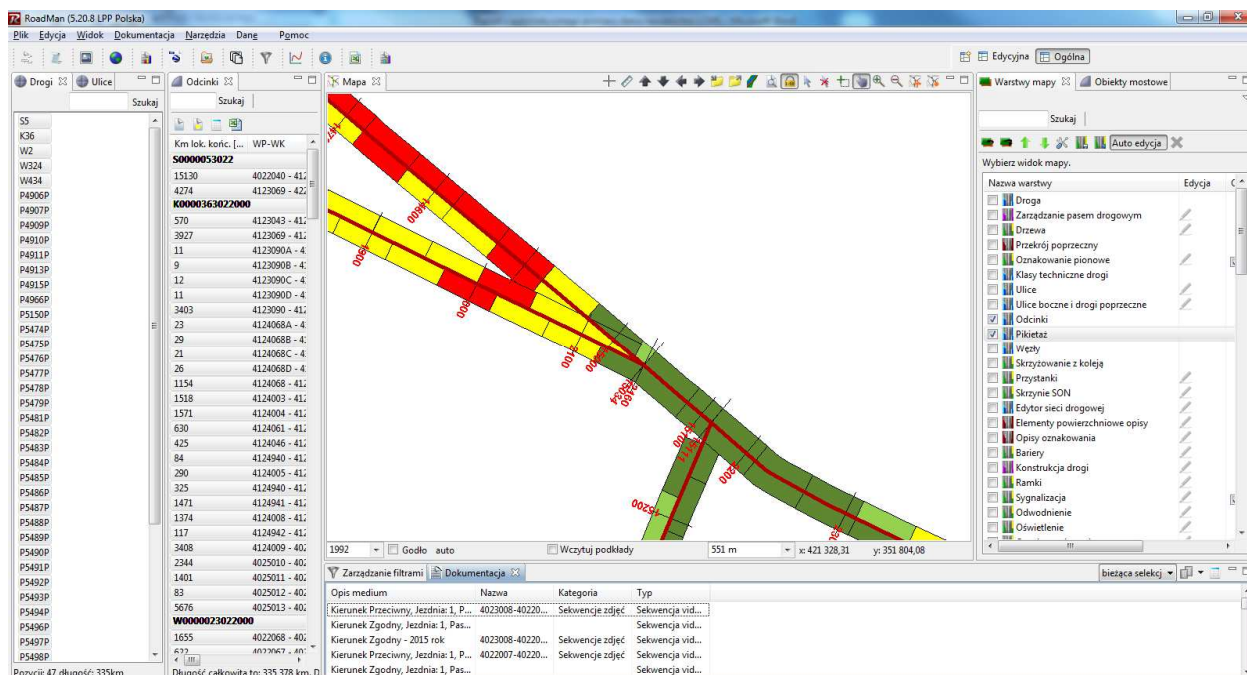 RoadMan (5.20.8 LPP Polska)
Plik Edycja Widok Dokumentacja Narzędzia Dane Pomoc
Edycyjna Ogólna
Drogi Ulice
Szukaj
S5
K36
W2
W324
W434
P4906P
P4907P
P4909P
P4910P
P4911P
P4913P
P4915P
P4966P
P5150P
P5474P
P5475P
P5476P
P5477P
P5478P
P5479P
P5481P
P5482P
P5483P
P5484P
P5485P
P5486P
P5487P
P5488P
P5489P
P5490P
P5491P
P5492P
P5493P
P5494P
P5496P
P5497P
P5498P
Pozycji: 47 długość: 335km
Odcinki
Szukaj
Km lok. końc. [... WP-WK
S0000053022
15130 4022040 - 412
4274 4123069 - 422
K0000363022000
570 4123043 - 412
3927 4123069 - 412
11 4123090A - 4:
9 4123090B - 4:
12 4123090C - 4:
11 4123090D - 4:
3403 4123090 - 412
23 4124068A - 4:
29 4124068B - 4:
21 4124068C - 4:
26 4124068D - 4:
1154 4124068 - 412
1518 4124003 - 412
1571 4124004 - 412
630 4124061 - 412
425 4124046 - 412
84 4124940 - 412
290 4124005 - 412
325 4124940 - 412
1471 4124941 - 412
1374 4124008 - 412
117 4124942 - 412
3408 4124009 - 402
2344 4025010 - 402
1401 4025011 - 402
83 4025012 - 402
5676 4025013 - 402
W0000023022000
1655 4022068 - 402
622 4022067 - 402
Długość całkowita to: 335 378 km. D
Mapa
14800
1900
1800
2100
15034
15100
15111
2200
15200
1992 Godło auto Wczytuj podkłady 551 m x: 421 328,31 y: 351 804,08
Warstwy mapy Obiekty mostowe
Szukaj
Auto edycja
Wybierz widok mapy.
Nazwa warstwy Edycja
Droga
Zarządzanie pasem drogowym
Drzewa
Przekrój poprzeczny
Oznakowanie pionowe
Klasy techniczne drogi
Ulice
Ulice boczne i drogi poprzeczne
Odcinki
Pikietaż
Węzły
Skrzyżowanie z koleją
Przystanki
Skrzynie SON
Edytor sieci drogowej
Elementy powierzchniowe opisy
Opisy oznakowania
Bariery
Konstrukcja drogi
Ramki
Sygnalizacja
Odwodnienie
Oświetlenie
Zarządzanie filtrami Dokumentacja bieżąca selekcj
Opis medium Nazwa Kategoria Typ
Kierunek Przeciwny, Jezdnia: 1, P... 4023008-40220... Sekwencje zdjęć Sekwencja vid...
Kierunek Zgodny, Jezdnia: 1, Pas... Sekwencja vid...
Kierunek Zgodny - 2015 rok 4023008-40220... Sekwencje zdjęć Sekwencja vid...
Kierunek Przeciwny, Jezdnia: 1, P... 4022007-40220... Sekwencje zdjęć Sekwencja vid...
Kierunek Zgodny, Jezdnia: 1, Pas... Sekwencja vid...